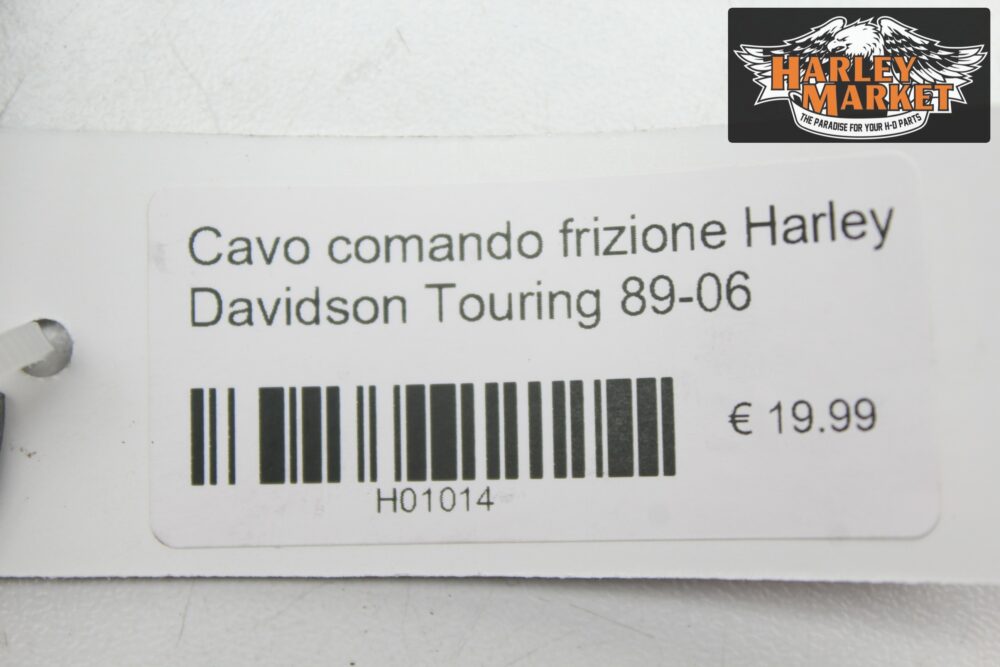 HARLEY
MARKET
THE PARADISE FOR YOUR H-D PARTS
Cavo comando frizione Harley
Davidson Touring 89-06
€ 19.99
H01014